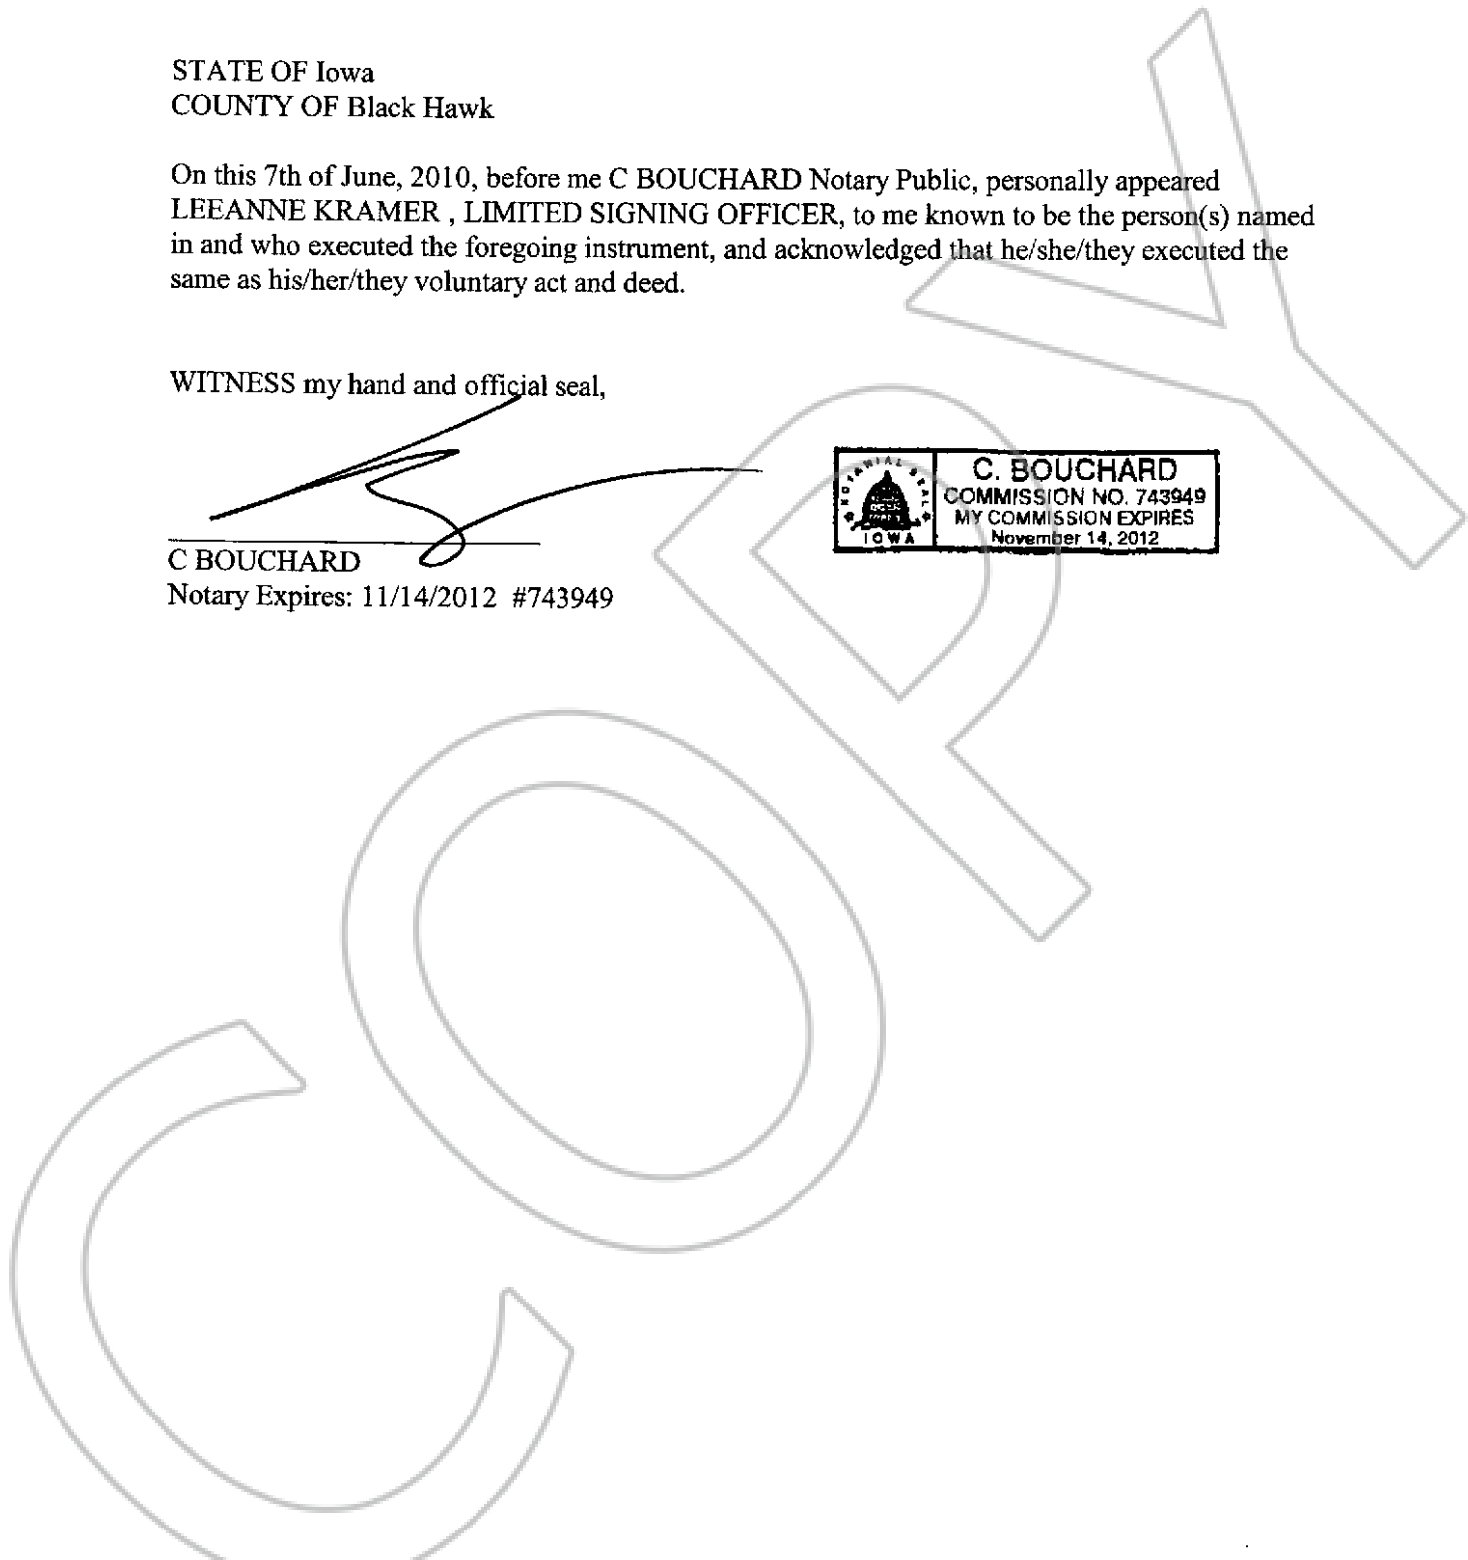 STATE OF Iowa
COUNTY OF Black Hawk
On this 7th of June, 2010, before me C BOUCHARD Notary Public, personally appeared
LEEANNE KRAMER , LIMITED SIGNING OFFICER, to me known to be the person(s) named
in and who executed the foregoing instrument, and acknowledged that he/she/they executed the
same as his/her/they voluntary act and deed.
WITNESS my hand and official seal,
C BOUCHARD
Notary Expires: 11/14/2012 #743949
NOTARIAL SEAL
IOWA
C. BOUCHARD
COMMISSION NO. 743949
MY COMMISSION EXPIRES
November 14, 2012
COPY